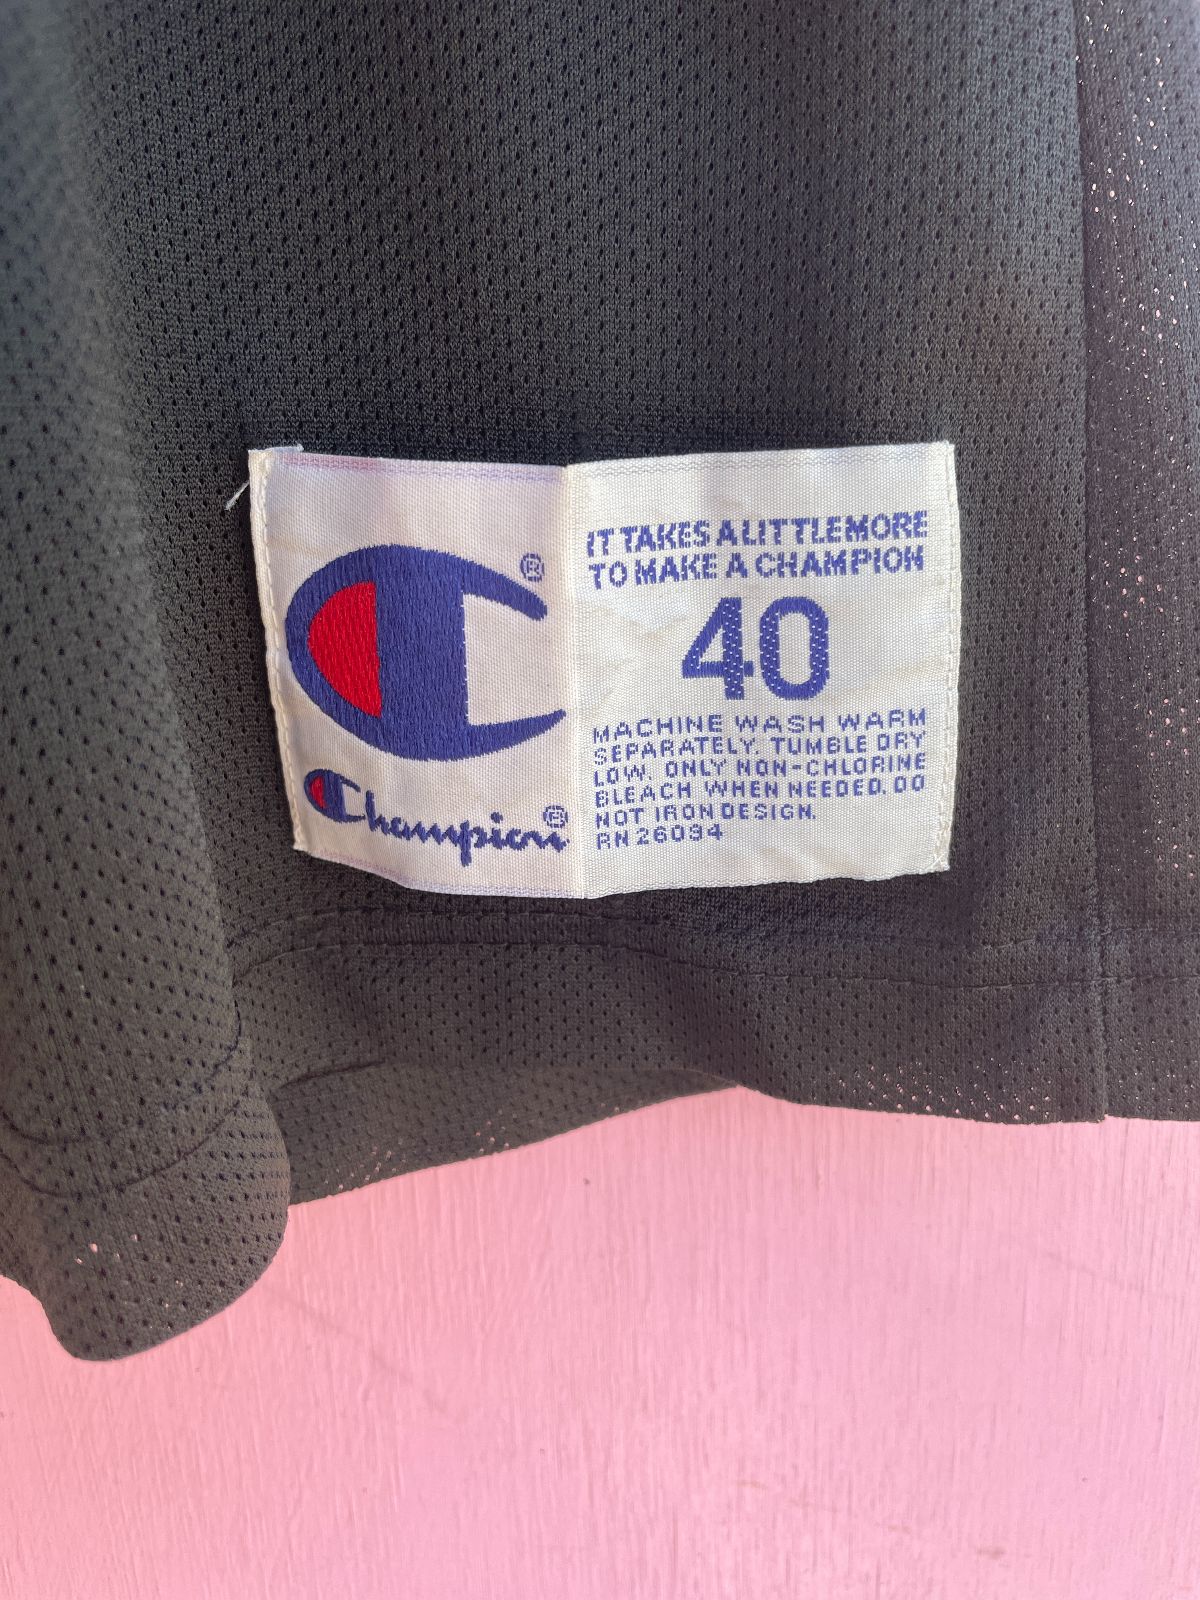 ®
Champion®
IT TAKES A LITTLE MORE
TO MAKE A CHAMPION
40
MACHINE WASH WARM
SEPARATELY. TUMBLE DRY
LOW. ONLY NON-CHLORINE
BLEACH WHEN NEEDED. DO
NOT IRON DESIGN.
RN 26094